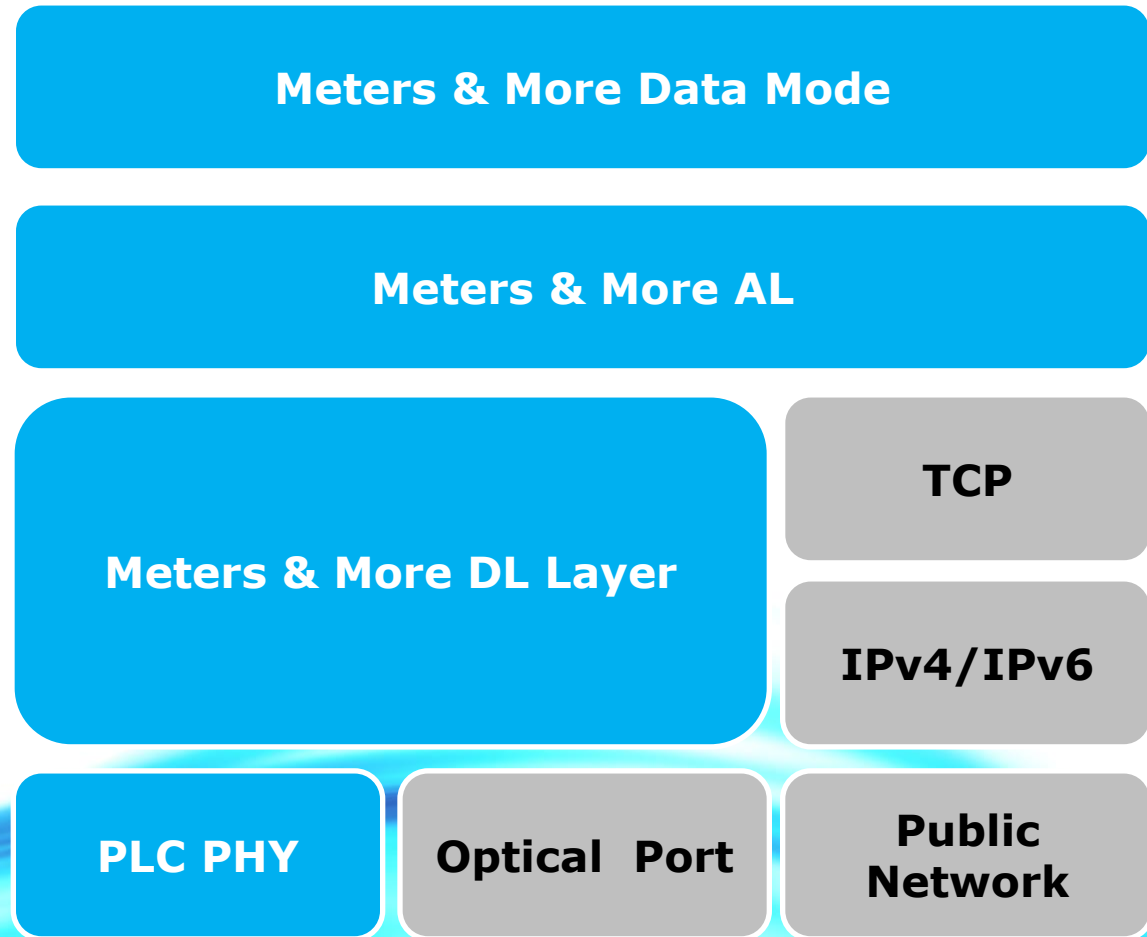 Meters & More Data Mode
Meters & More AL
Meters & More DL Layer
TCP
IPv4/IPv6
PLC PHY
Optical Port
Public
Network